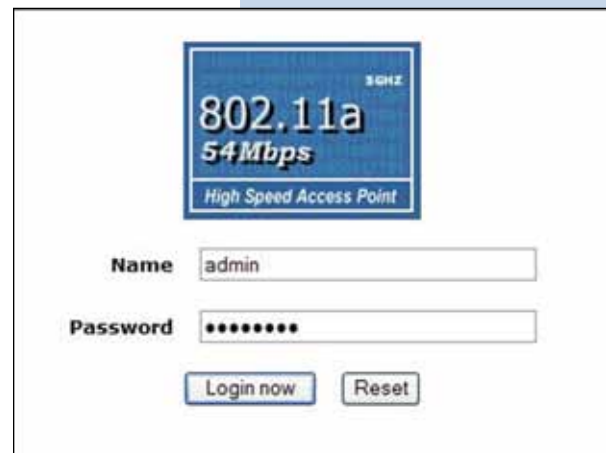 5GHZ
802.11a
54Mbps
High Speed Access Point
Name admin
Password ••••••••
Login now Reset